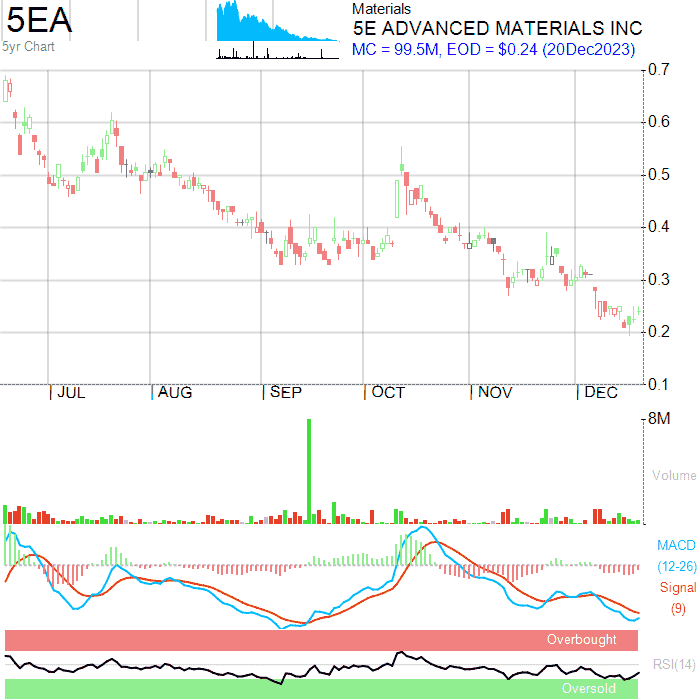 5EA
5yr Chart
Materials
5E ADVANCED MATERIALS INC
MC = 99.5M, EOD = $0.24 (20Dec2023)
0.7
0.6
0.5
0.4
0.3
0.2
0.1
JUL AUG SEP OCT NOV DEC
8M
Volume
MACD
(12-26)
Signal
(9)
Overbought
RSI(14)
Oversold